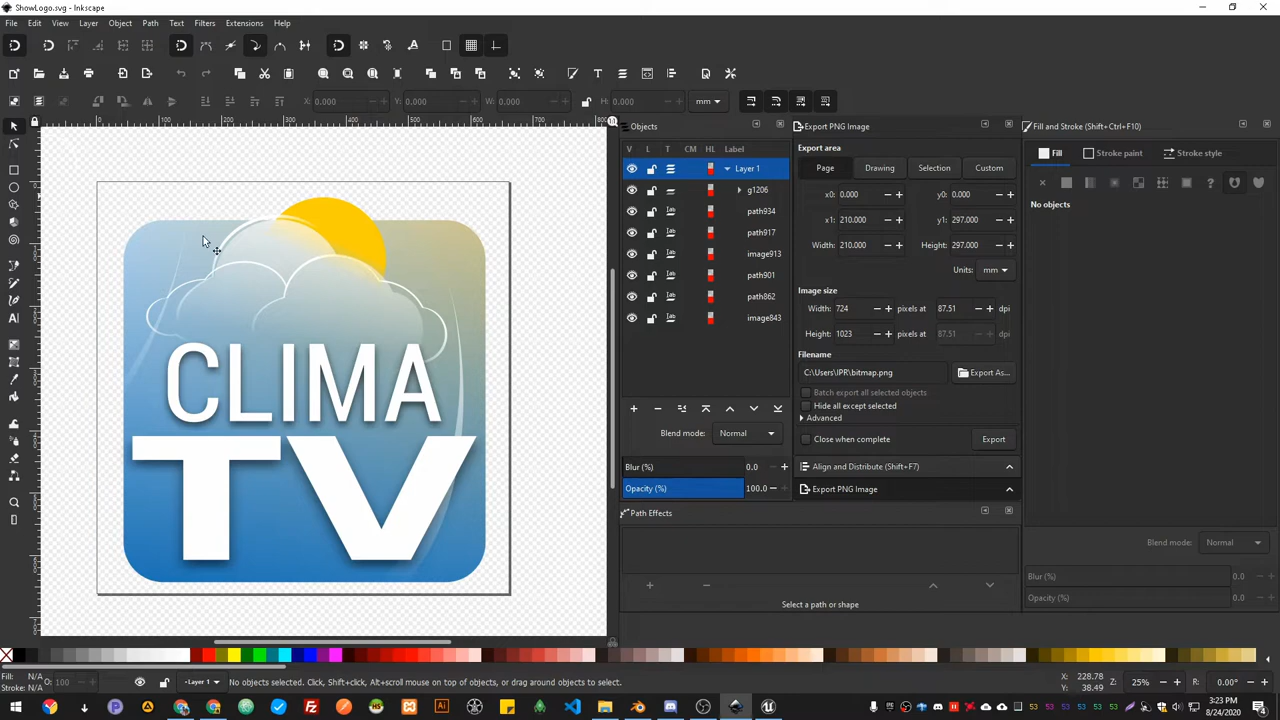 ShowLogo.svg - Inkscape
File Edit View Layer Object Path Text Filters Extensions Help
X: 0.000 Y: 0.000 W: 0.000 H: 0.000 mm
Objects
V L T CM HL Label
Layer 1
g1206
path934
path917
image913
path901
path862
image843
Blend mode: Normal
Blur (%) 0.0
Opacity (%) 100.0
Export PNG Image
Export area
Page Drawing Selection Custom
x0: 0.000 y0: 0.000
x1: 210.000 y1: 297.000
Width: 210.000 Height: 297.000
Units: mm
Image size
Width: 724 pixels at 87.51 dpi
Height: 1023 pixels at 87.51 dpi
Filename
C:\Users\IPR\bitmap.png Export As...
Batch export all selected objects
Hide all except selected
Advanced
Close when complete Export
Align and Distribute (Shift+F7)
Export PNG Image
Path Effects
Select a path or shape
Fill and Stroke (Shift+Ctrl+F10)
Fill Stroke paint Stroke style
No objects
Blend mode: Normal
Blur (%) 0.0
Opacity (%) 0.0
CLIMA
TV
Fill: N/A
Stroke: N/A
O: 100
Layer 1
No objects selected. Click, Shift+click, Alt+scroll mouse on top of objects, or drag around objects to select.
X: 228.78
Y: 38.49
Z: 25%
R: 0.00°
3:23 PM
8/24/2020